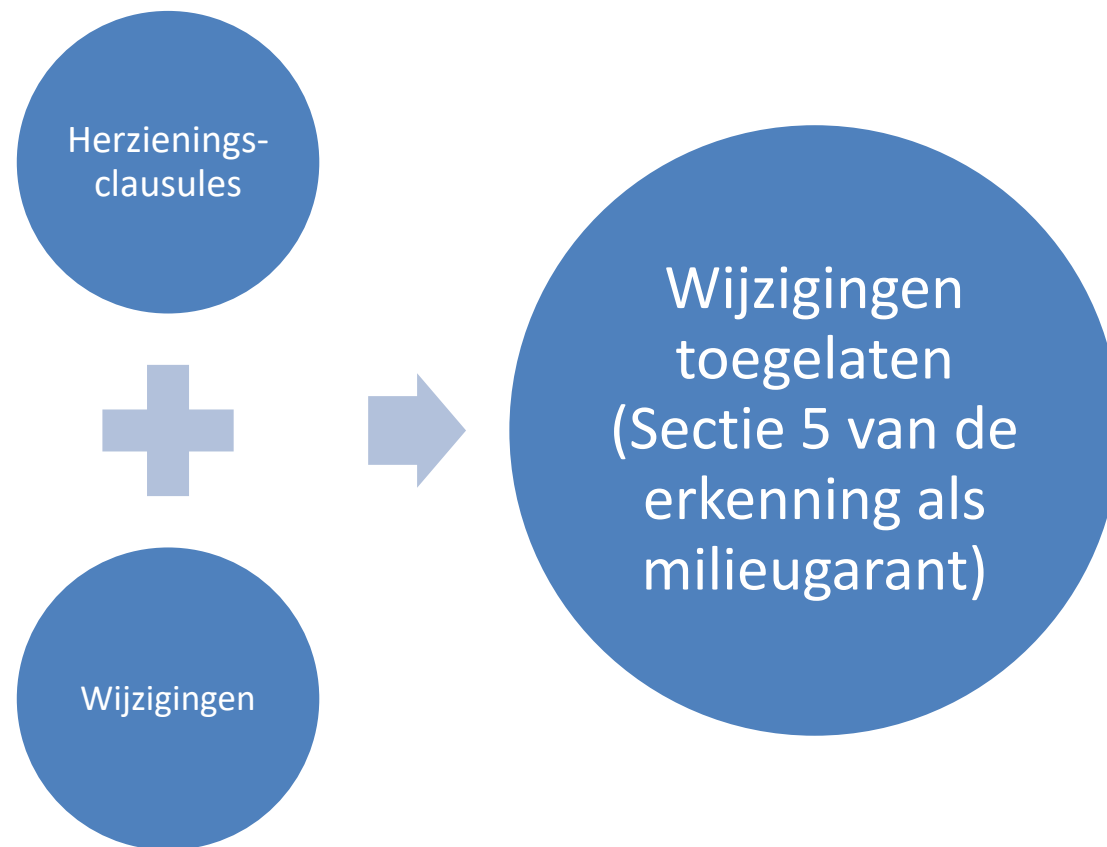 Herzienings-
clausules
Wijzigingen
Wijzigingen
toegelaten
(Sectie 5 van de
erkenning als
milieugarant)